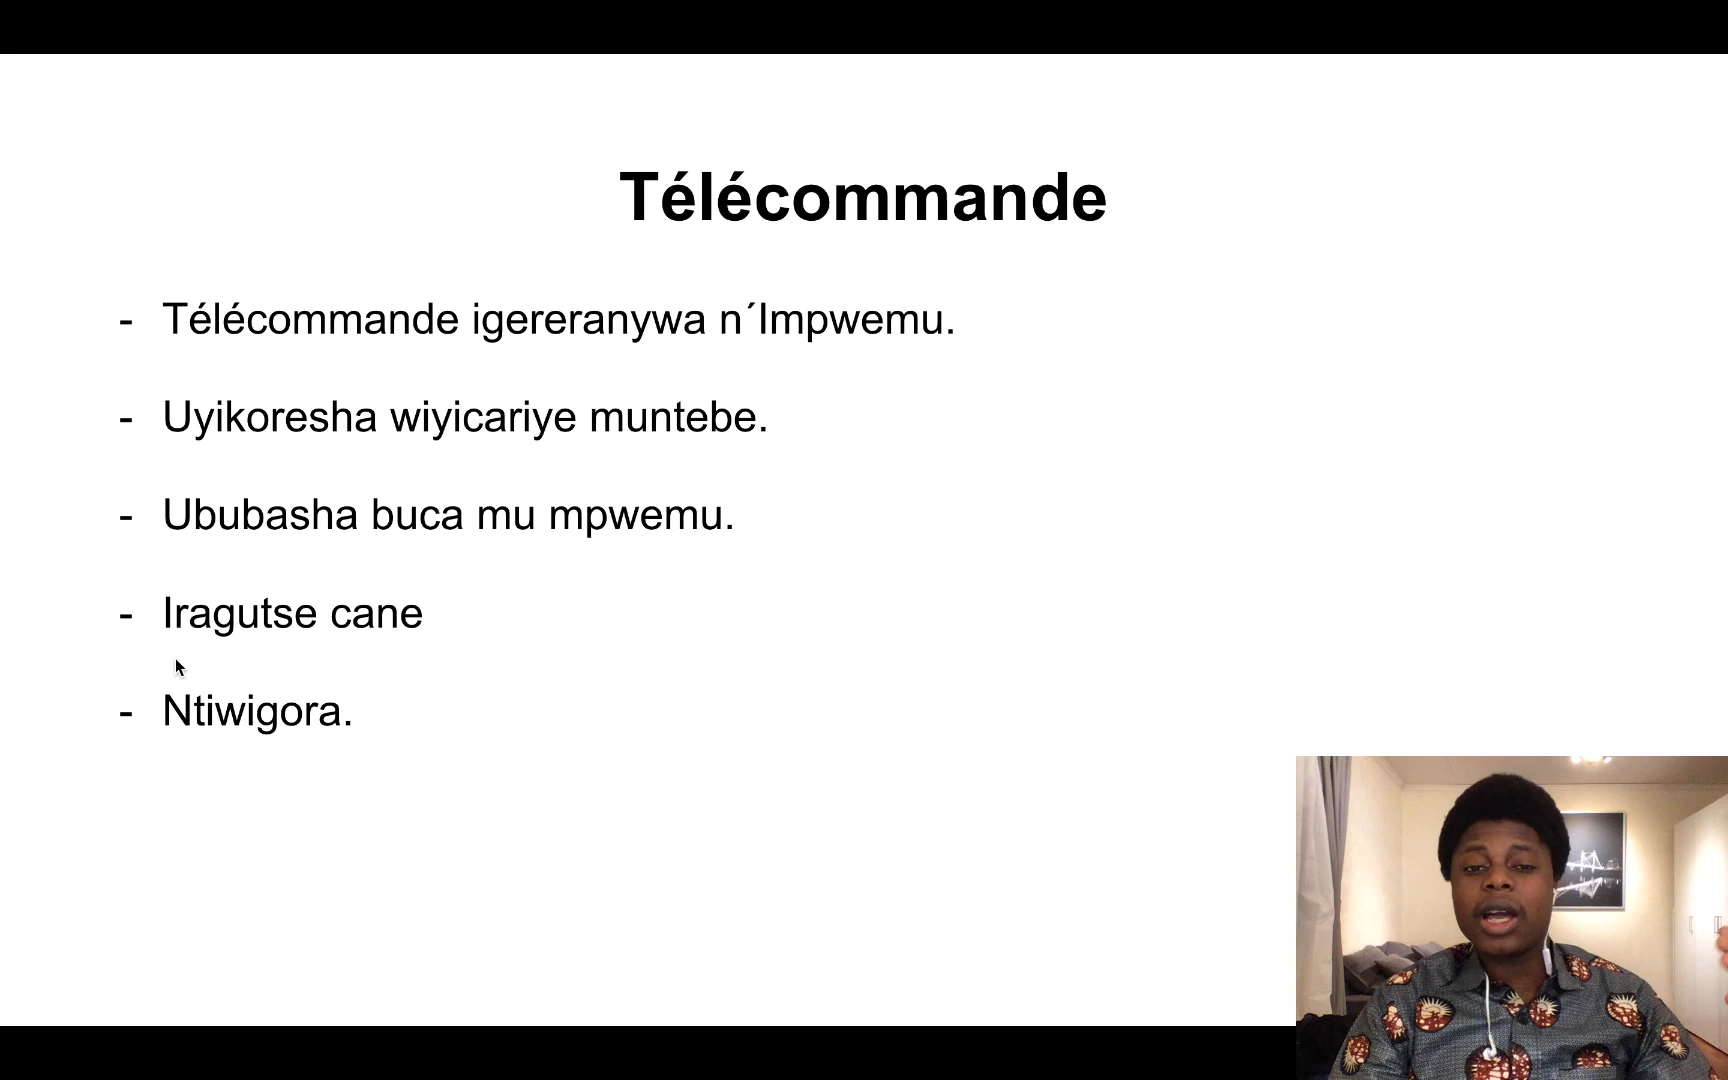 Télécommande
- Télécommande igereranywa n´Impwemu.
- Uyikoresha wiyicariye muntebe.
- Ububasha buca mu mpwemu.
- Iragutse cane
- Ntiwigora.